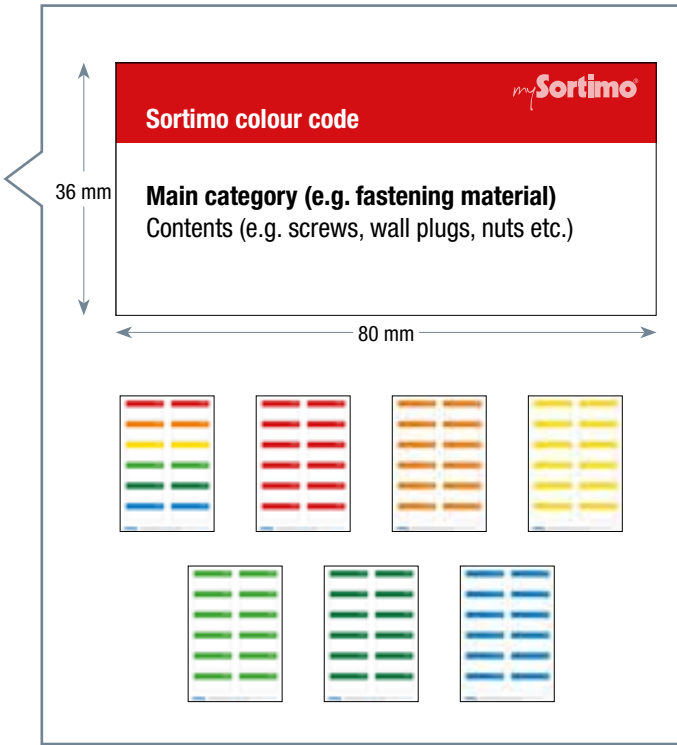 mySortimo®
Sortimo colour code
36 mm
Main category (e.g. fastening material)
Contents (e.g. screws, wall plugs, nuts etc.)
80 mm